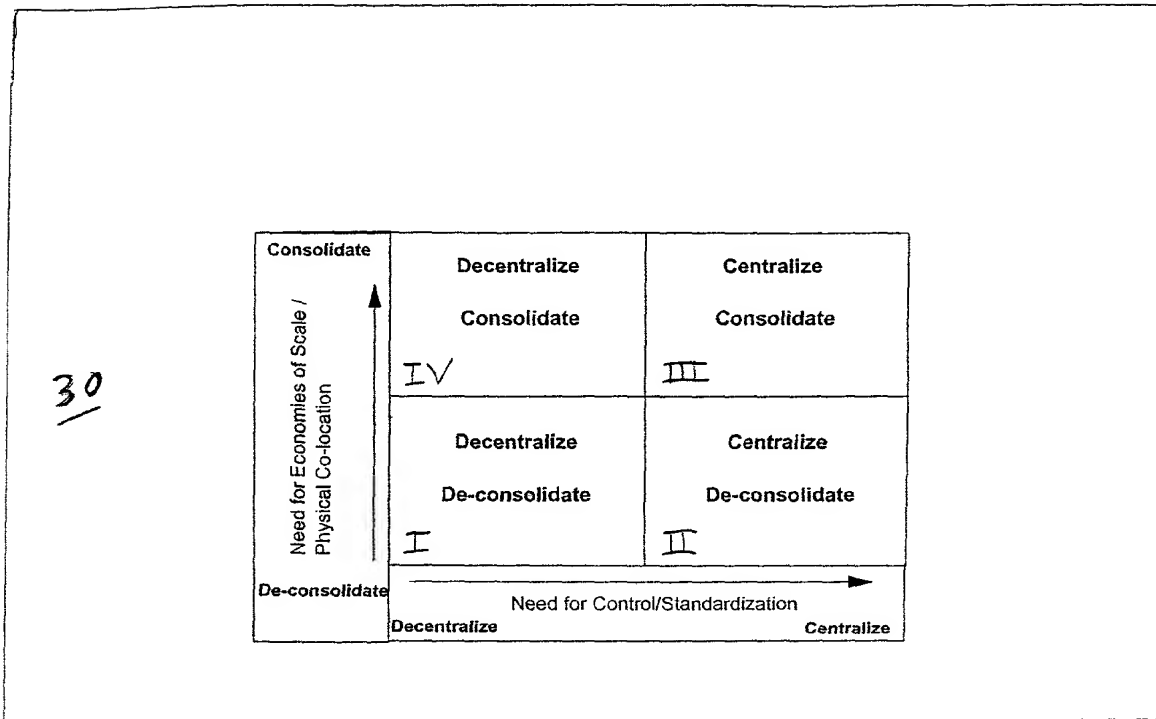 Consolidate
Need for Economies of Scale /
Physical Co-location
De-consolidate
Decentralize
Consolidate
IV
Centralize
Consolidate
III
30
Decentralize
De-consolidate
I
Centralize
De-consolidate
II
Need for Control/Standardization
Decentralize
Centralize